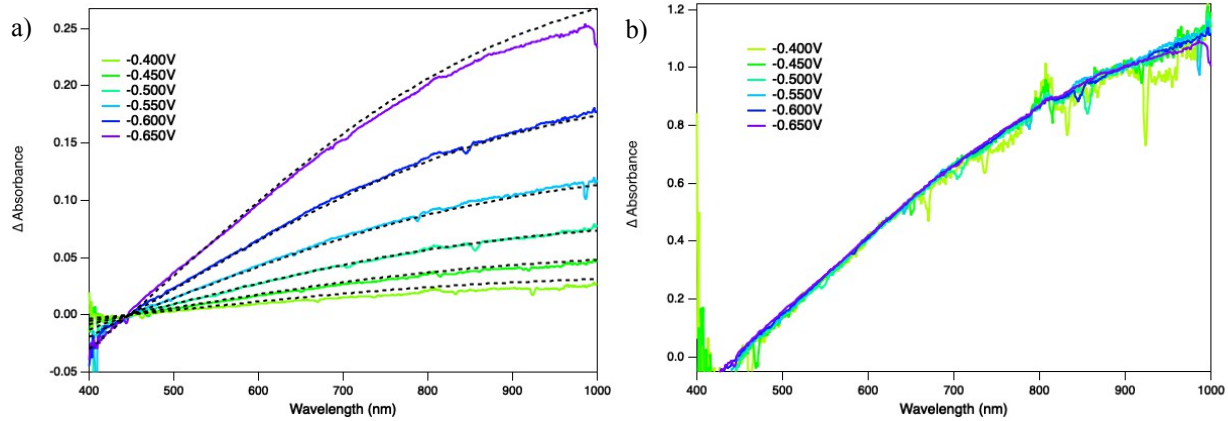 a)
-0.400V
-0.450V
-0.500V
-0.550V
-0.600V
-0.650V
0.25
0.20
0.15
0.10
0.05
0.00
-0.05
Δ Absorbance
400 500 600 700 800 900 1000
Wavelength (nm)
b)
-0.400V
-0.450V
-0.500V
-0.550V
-0.600V
-0.650V
1.2
1.0
0.8
0.6
0.4
0.2
0.0
Δ Absorbance
400 500 600 700 800 900 1000
Wavelength (nm)